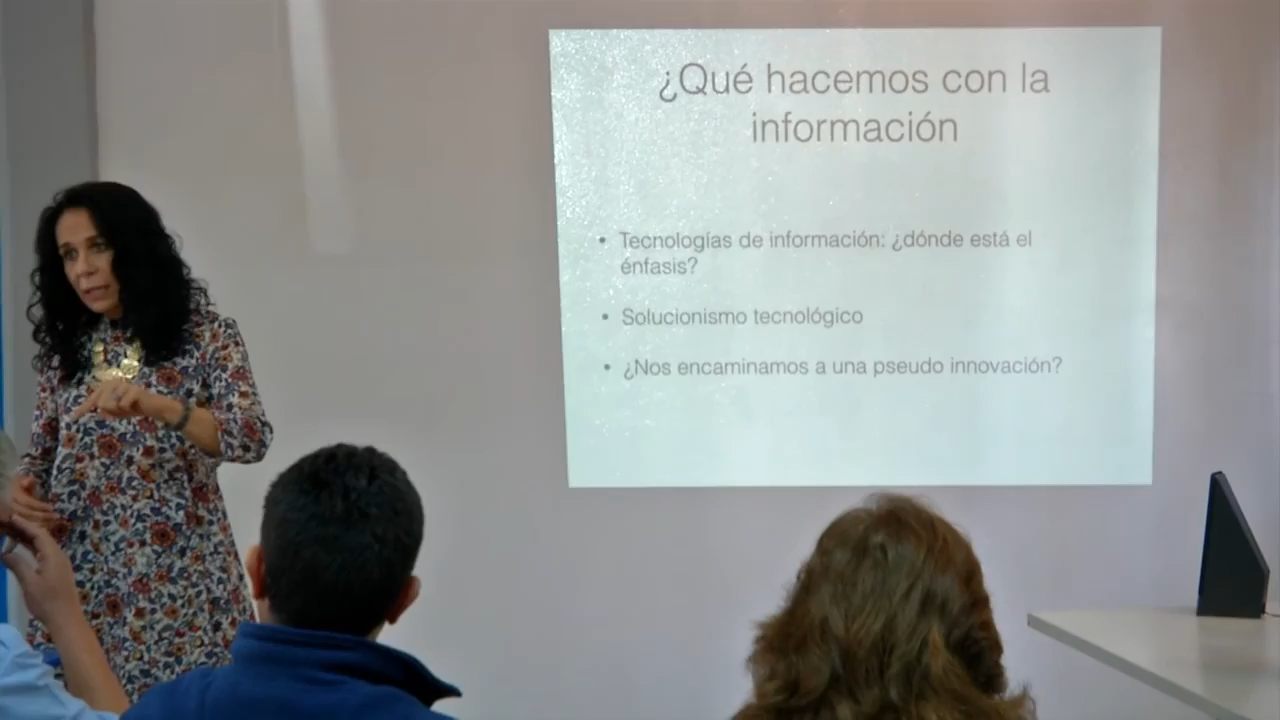 ¿Qué hacemos con la
información
• Tecnologías de información: ¿dónde está el
énfasis?
• Solucionismo tecnológico
• ¿Nos encaminamos a una pseudo innovación?